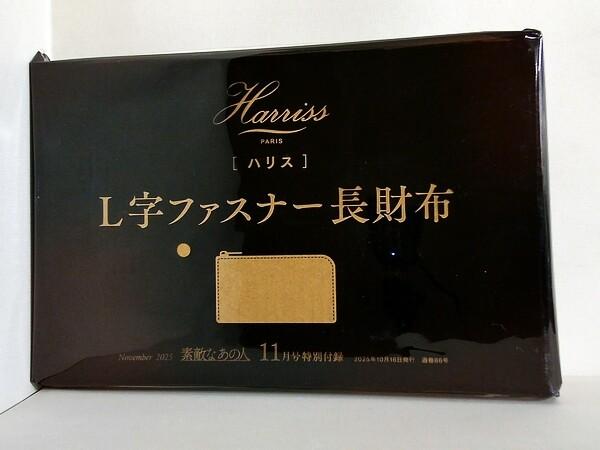 Harriss
PARIS
[ハリス]
L字ファスナー長財布
November 2025 素敵なあの人 11月号特別付録 2025年10月16日発行 通巻86号